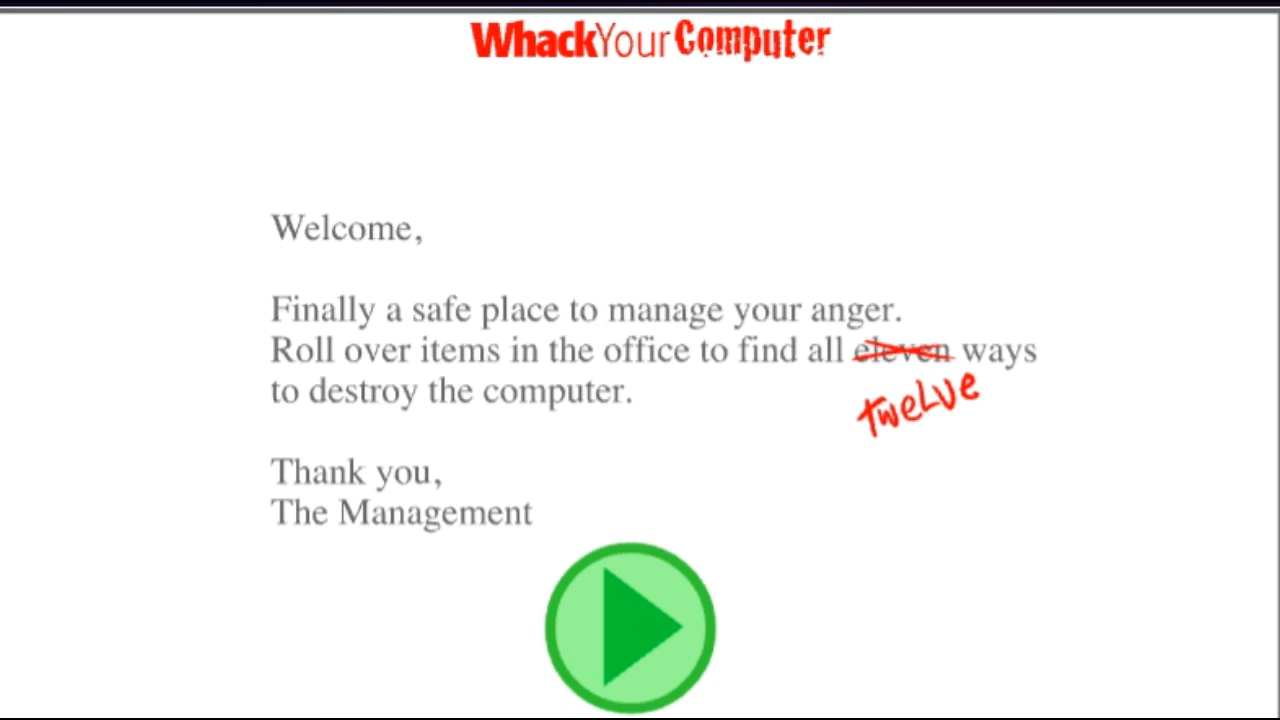 WhackYourComputer
Welcome,
Finally a safe place to manage your anger.
Roll over items in the office to find all eleven ways
twelve
to destroy the computer.
Thank you,
The Management